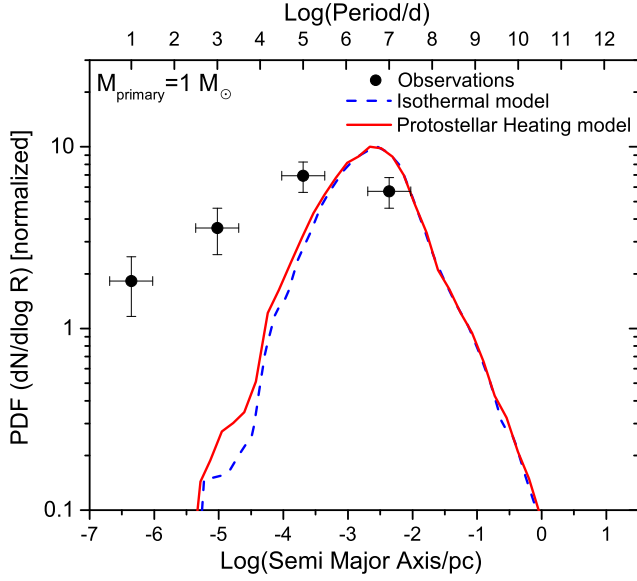 Log(Period/d)
1 2 3 4 5 6 7 8 9 10 11 12
M_primary=1 M_⊙
Observations
Isothermal model
Protostellar Heating model
PDF (dN/dlog R) [normalized]
10
1
0.1
-7 -6 -5 -4 -3 -2 -1 0 1
Log(Semi Major Axis/pc)